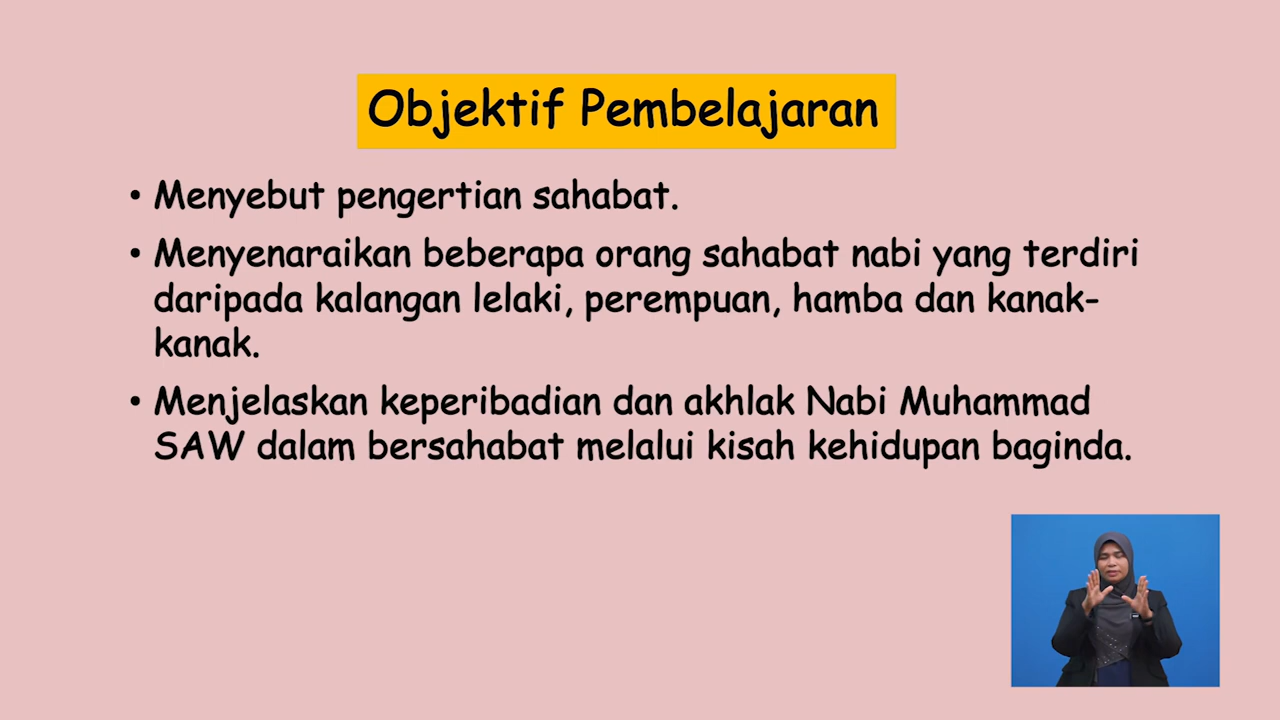 Objektif Pembelajaran
• Menyebut pengertian sahabat.
• Menyenaraikan beberapa orang sahabat nabi yang terdiri
daripada kalangan lelaki, perempuan, hamba dan kanak-
kanak.
• Menjelaskan keperibadian dan akhlak Nabi Muhammad
SAW dalam bersahabat melalui kisah kehidupan baginda.